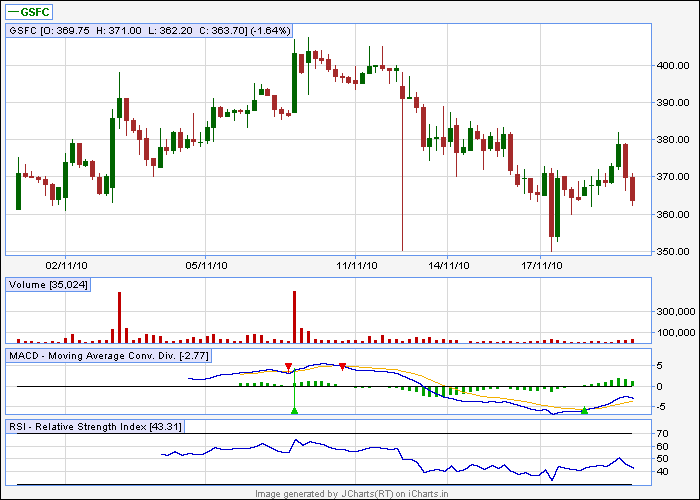 GSFC
GSFC [O: 369.75 H: 371.00 L: 362.20 C: 363.70] (-1.64%)
400.00
390.00
380.00
370.00
360.00
350.00
02/11/10 05/11/10 11/11/10 14/11/10 17/11/10
Volume [35,024]
300,000
100,000
MACD - Moving Average Conv. Div. [-2.77]
5
0
-5
RSI - Relative Strength Index [43.31]
70
60
50
40
Image generated by JCharts(RT) on iCharts.in